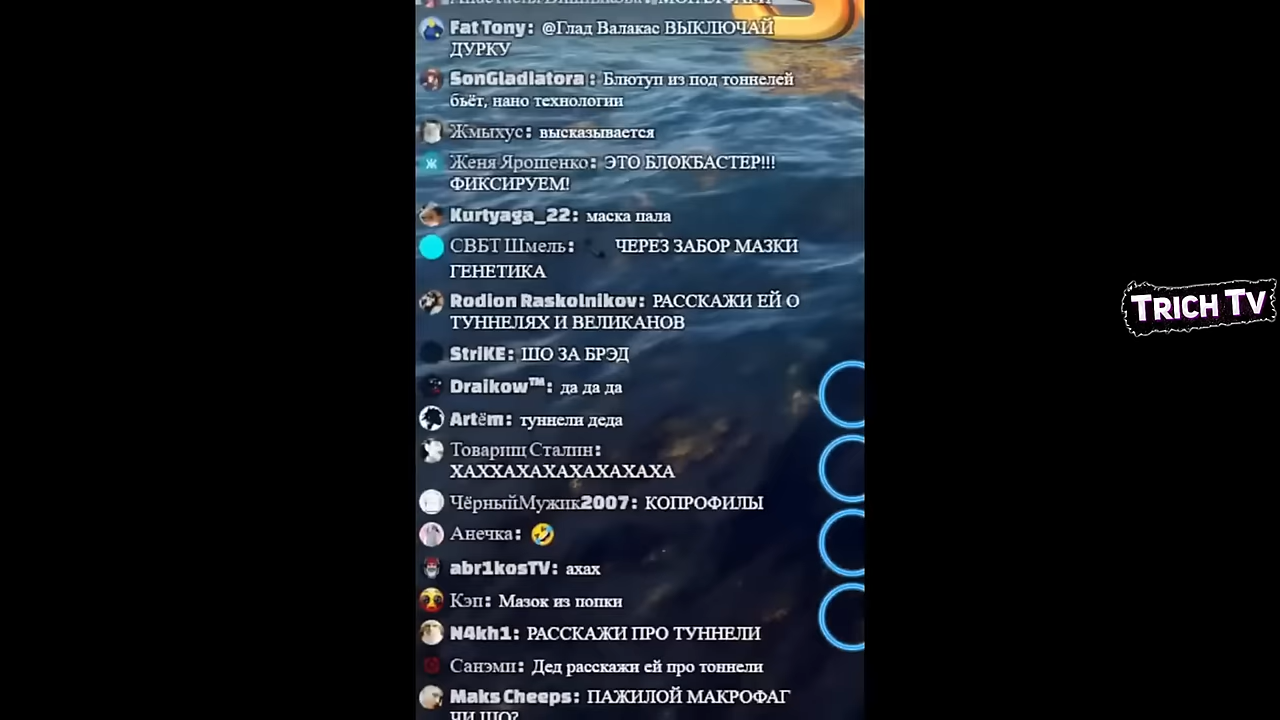 Fat Tony: @Глад Валакас ВЫКЛЮЧАЙ
ДУРКУ
SonGladiatora: Блютуп из под тоннелей
бьёт, нано технологии
Жмыхус: высказывается
Ж
Женя Ярошенко: ЭТО БЛОКБАСТЕР!!!
ФИКСИРУЕМ!
Kurtyaga_22: маска пала
СВБТ Шмель: ЧЕРЕЗ ЗАБОР МАЗКИ
ГЕНЕТИКА
Rodion Raskolnikov: РАССКАЖИ ЕЙ О
ТУННЕЛЯХ И ВЕЛИКАНОВ
StriKE: ШО ЗА БРЭД
Draikow™: да да да
Artёm: туннели деда
Товарищ Сталин:
ХАХХАХАХАХАХАХАХА
ЧёрныйМужик2007: КОПРОФИЛЫ
Анечка: 🤣
abr1kosTV: ахах
Кэп: Мазок из попки
N4kh1: РАССКАЖИ ПРО ТУННЕЛИ
Санэмп: Дед расскажи ей про тоннели
Maks Cheeps: ПАЖИЛОЙ МАКРОФАГ
ЧИ ШО?
TRICH TV